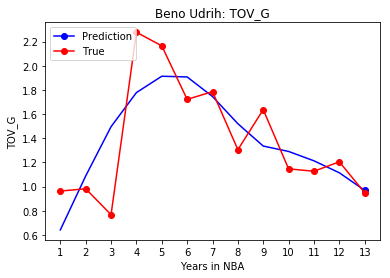 Beno Udrih: TOV_G
Prediction
True
TOV_G
2.2
2.0
1.8
1.6
1.4
1.2
1.0
0.8
0.6
1 2 3 4 5 6 7 8 9 10 11 12 13
Years in NBA